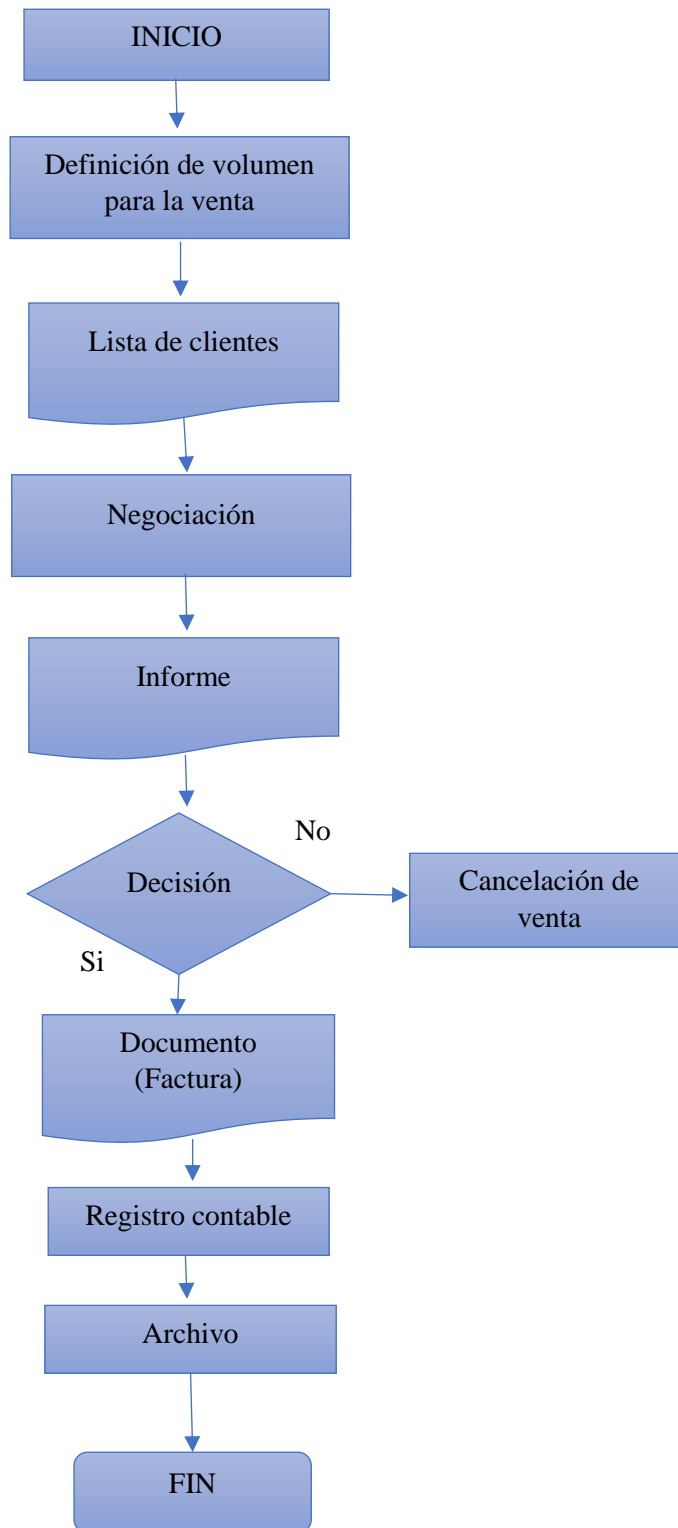 INICIO
Definición de volumen
para la venta
Lista de clientes
Negociación
Informe
No
Decisión
Cancelación de
venta
Si
Documento
(Factura)
Registro contable
Archivo
FIN